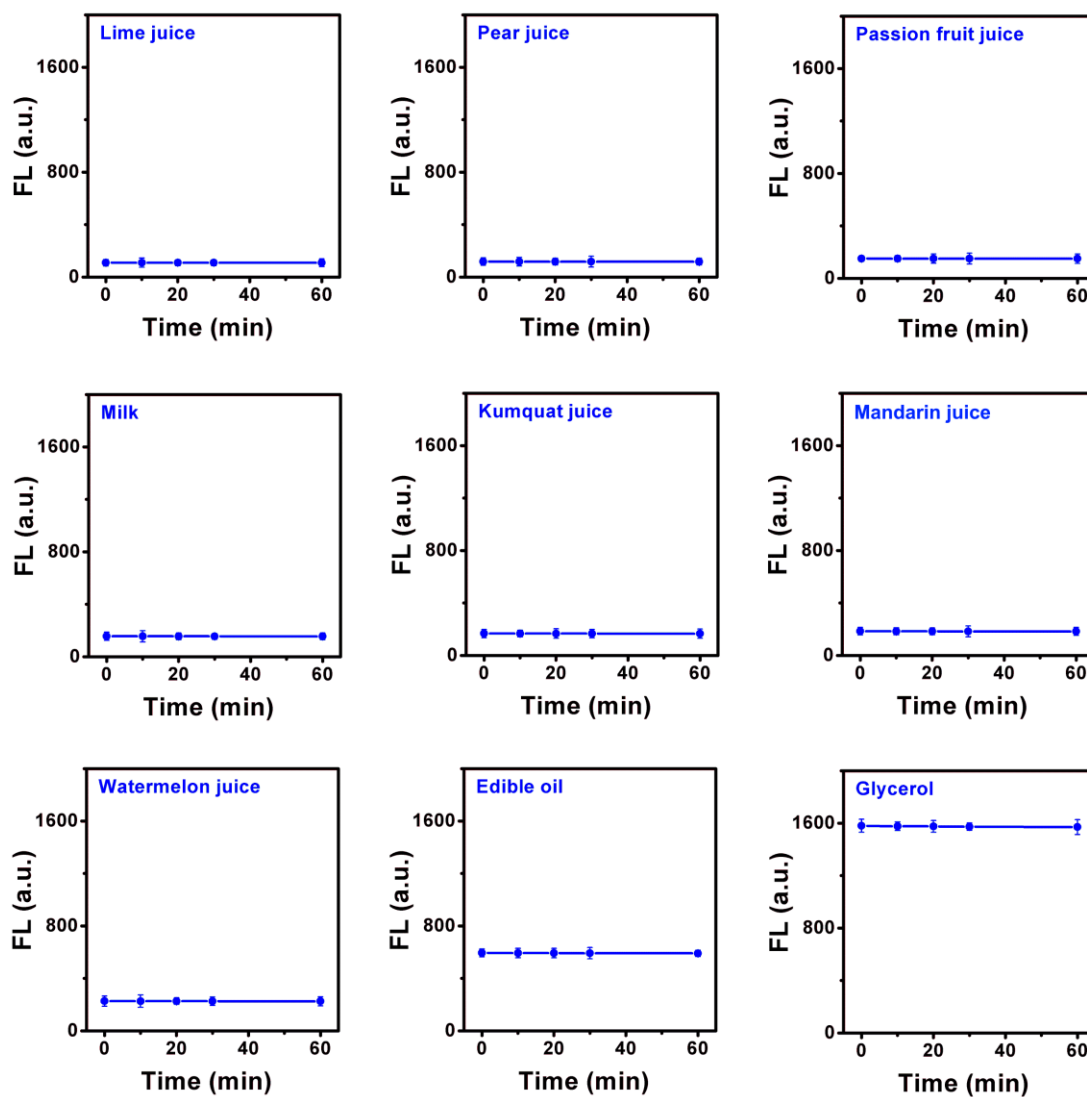 Lime juice
1600
800
0
FL (a.u.)
0 20 40 60
Time (min)
Pear juice
1600
800
0
FL (a.u.)
0 20 40 60
Time (min)
Passion fruit juice
1600
800
0
FL (a.u.)
0 20 40 60
Time (min)
Milk
1600
800
0
FL (a.u.)
0 20 40 60
Time (min)
Kumquat juice
1600
800
0
FL (a.u.)
0 20 40 60
Time (min)
Mandarin juice
1600
800
0
FL (a.u.)
0 20 40 60
Time (min)
Watermelon juice
1600
800
0
FL (a.u.)
0 20 40 60
Time (min)
Edible oil
1600
800
0
FL (a.u.)
0 20 40 60
Time (min)
Glycerol
1600
800
0
FL (a.u.)
0 20 40 60
Time (min)